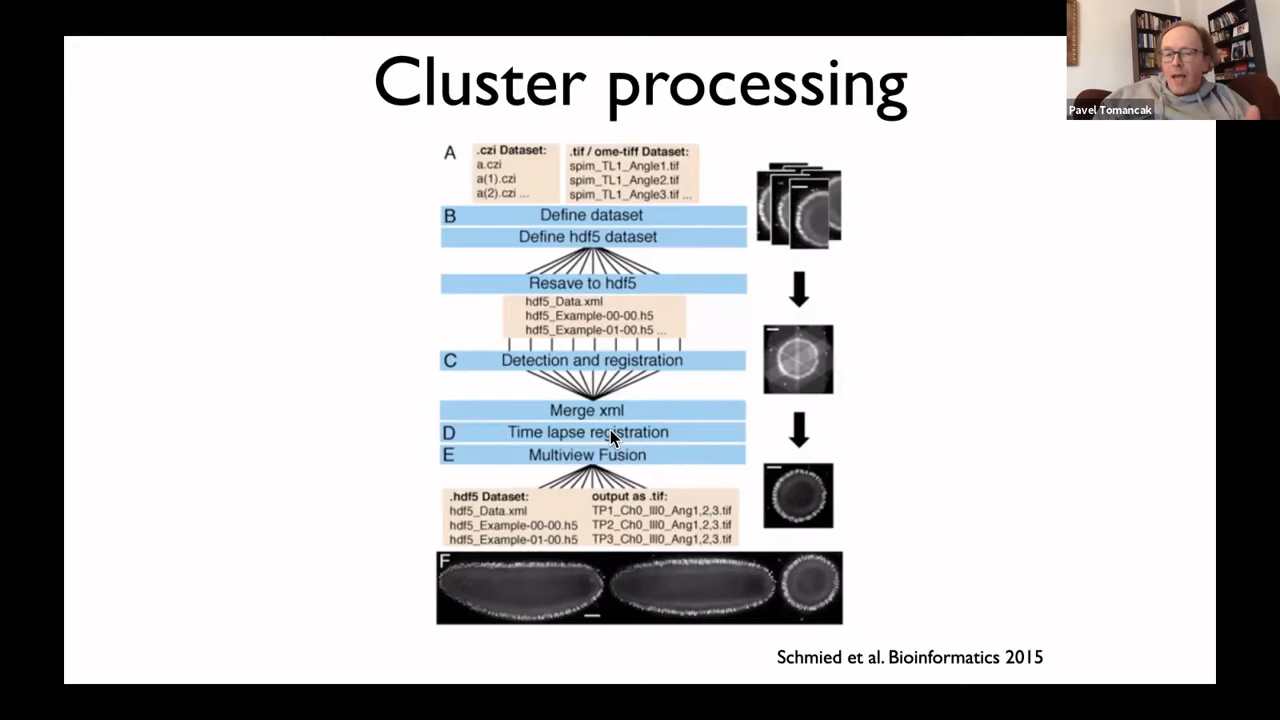 Cluster processing
Pavel Tomancak
A
.czi Dataset:
a.czi
a(1).czi
a(2).czi ...
.tif / ome-tiff Dataset:
spim_TL1_Angle1.tif
spim_TL1_Angle2.tif
spim_TL1_Angle3.tif ...
B
Define dataset
Define hdf5 dataset
Resave to hdf5
hdf5_Data.xml
hdf5_Example-00-00.h5
hdf5_Example-01-00.h5 ...
C
Detection and registration
Merge xml
D
Time lapse registration
E
Multiview Fusion
.hdf5 Dataset:
hdf5_Data.xml
hdf5_Example-00-00.h5
hdf5_Example-01-00.h5
output as .tif:
TP1_Ch0_Ill0_Ang1,2,3.tif
TP2_Ch0_Ill0_Ang1,2,3.tif
TP3_Ch0_Ill0_Ang1,2,3.tif
F
Schmied et al. Bioinformatics 2015